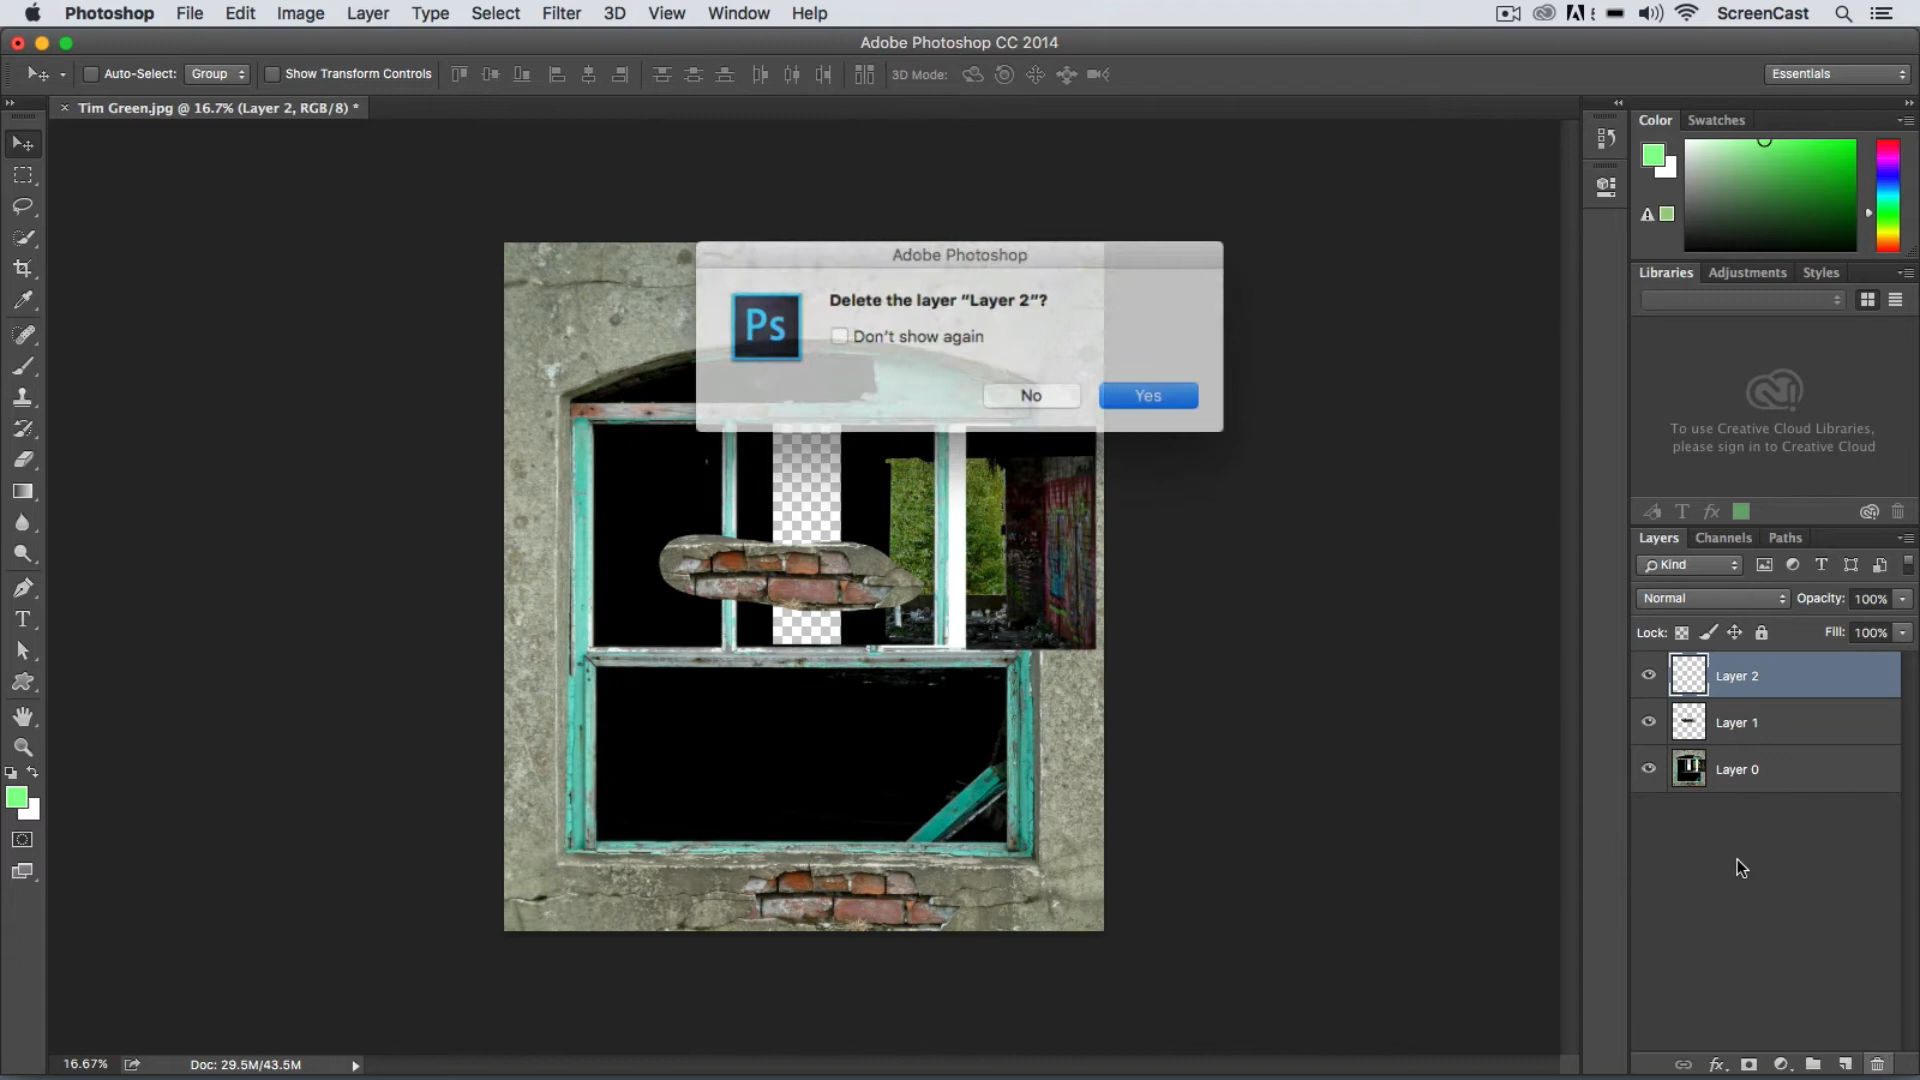 Photoshop File Edit Image Layer Type Select Filter 3D View Window Help ScreenCast
Adobe Photoshop CC 2014
Auto-Select: Group Show Transform Controls 3D Mode: Essentials
× Tim Green.jpg @ 16.7% (Layer 2, RGB/8) *
Color Swatches
Adobe Photoshop
Delete the layer “Layer 2”?
Ps
Don't show again
No Yes
Libraries Adjustments Styles
To use Creative Cloud Libraries,
please sign in to Creative Cloud
Layers Channels Paths
Kind
Normal Opacity: 100%
Lock: Fill: 100%
Layer 2
Layer 1
Layer 0
16.67% Doc: 29.5M/43.5M